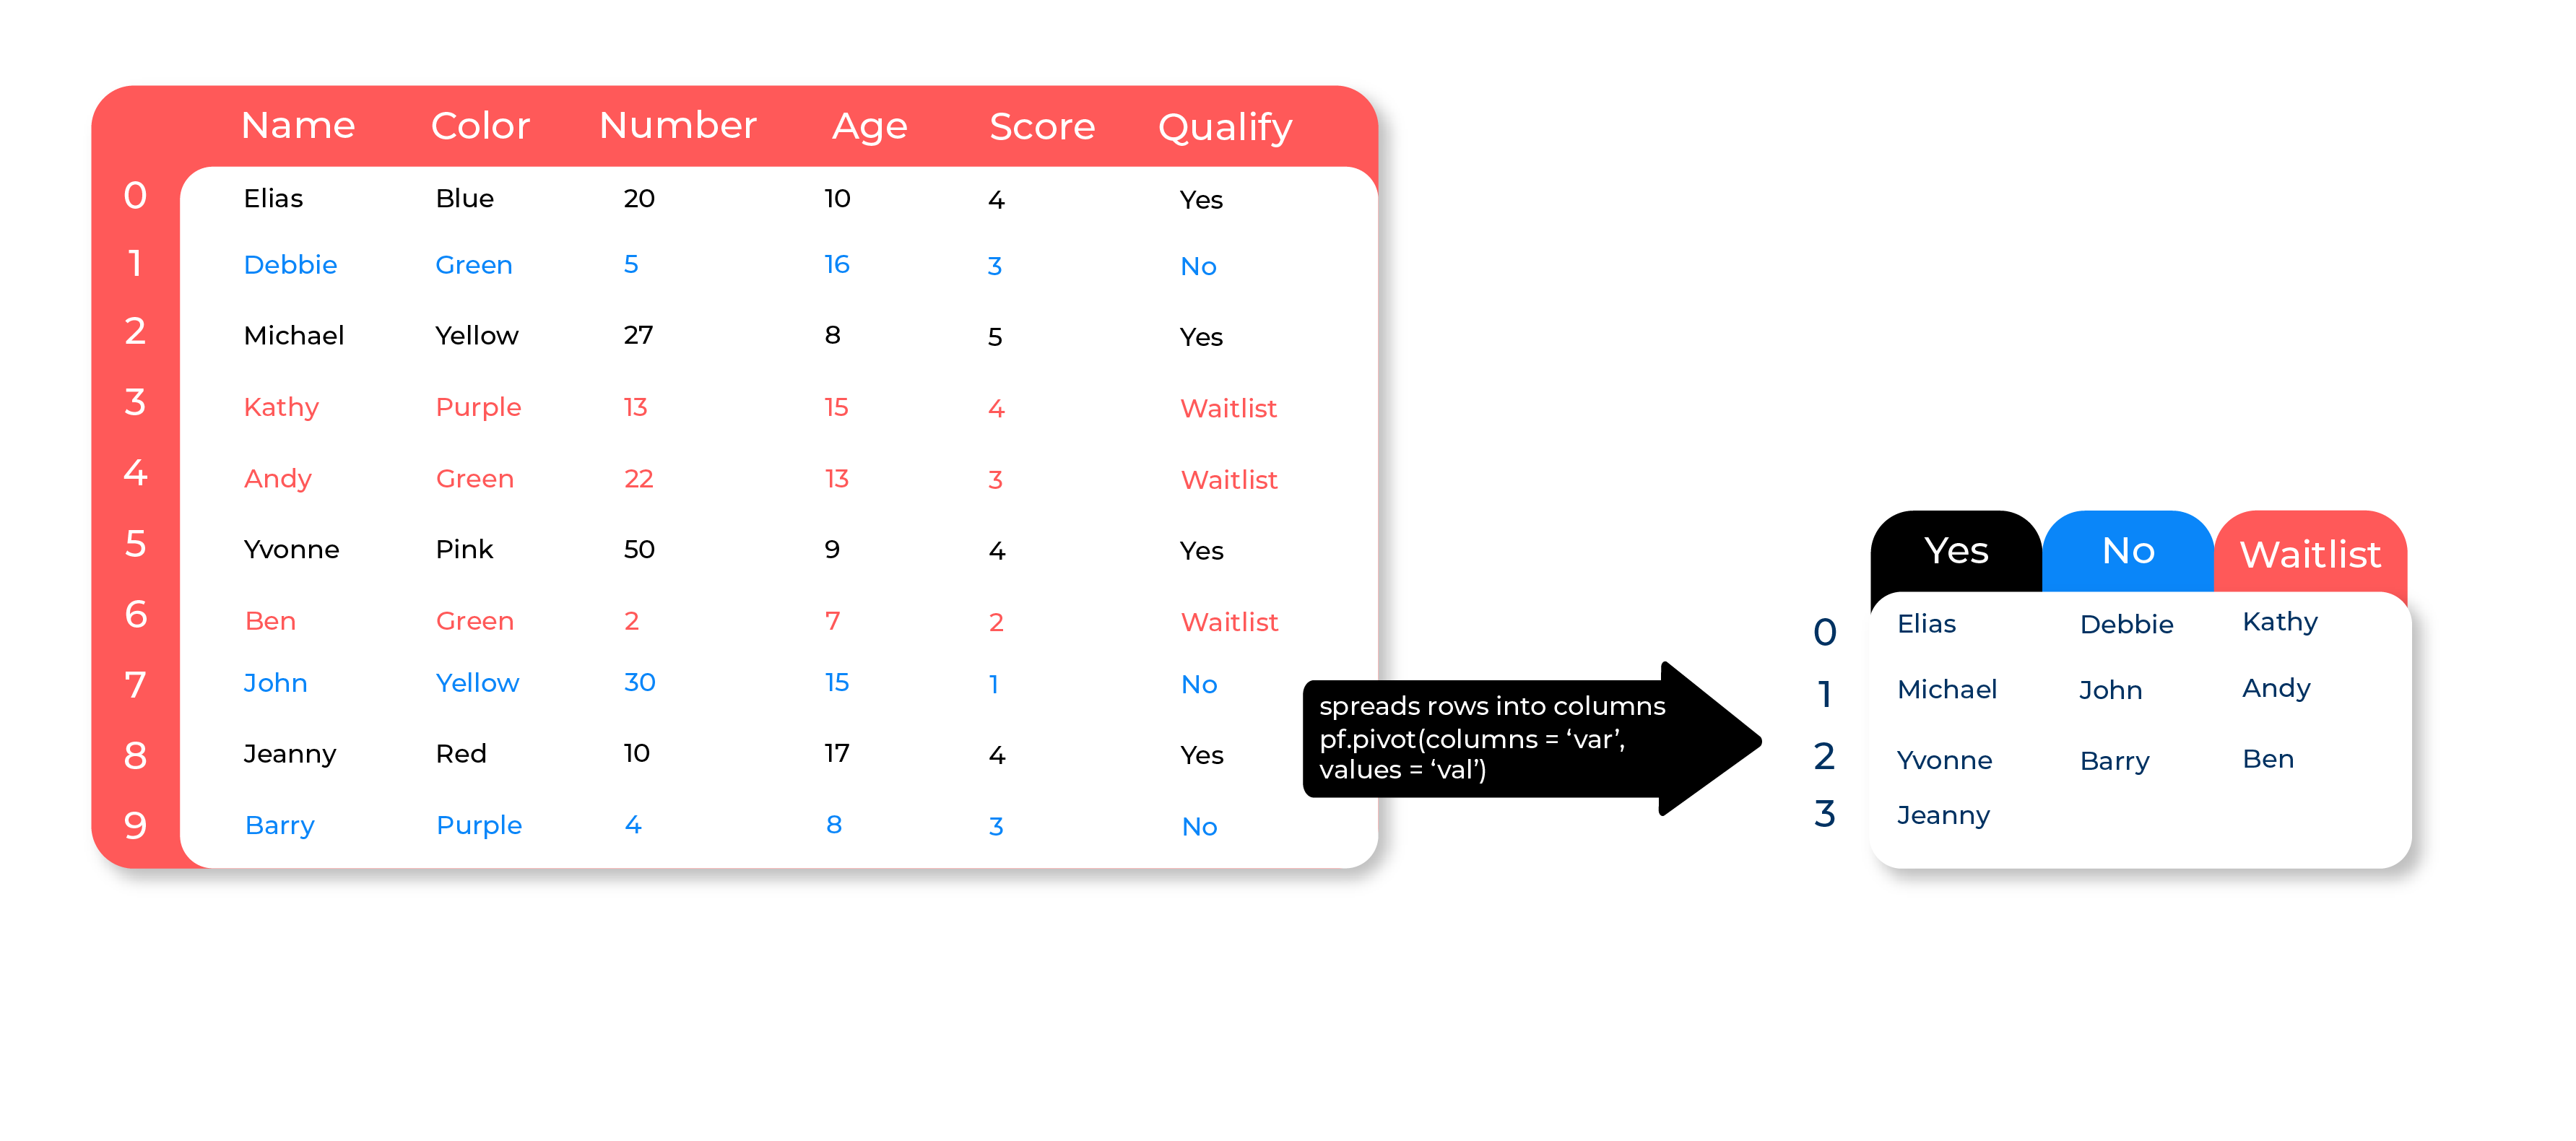 Name Color Number Age Score Qualify
0 Elias Blue 20 10 4 Yes
1 Debbie Green 5 16 3 No
2 Michael Yellow 27 8 5 Yes
3 Kathy Purple 13 15 4 Waitlist
4 Andy Green 22 13 3 Waitlist
5 Yvonne Pink 50 9 4 Yes
6 Ben Green 2 7 2 Waitlist
7 John Yellow 30 15 1 No
8 Jeanny Red 10 17 4 Yes
9 Barry Purple 4 8 3 No
spreads rows into columns
pf.pivot(columns = ‘var’,
values = ‘val’)
Yes No Waitlist
0 Elias Debbie Kathy
1 Michael John Andy
2 Yvonne Barry Ben
3 Jeanny